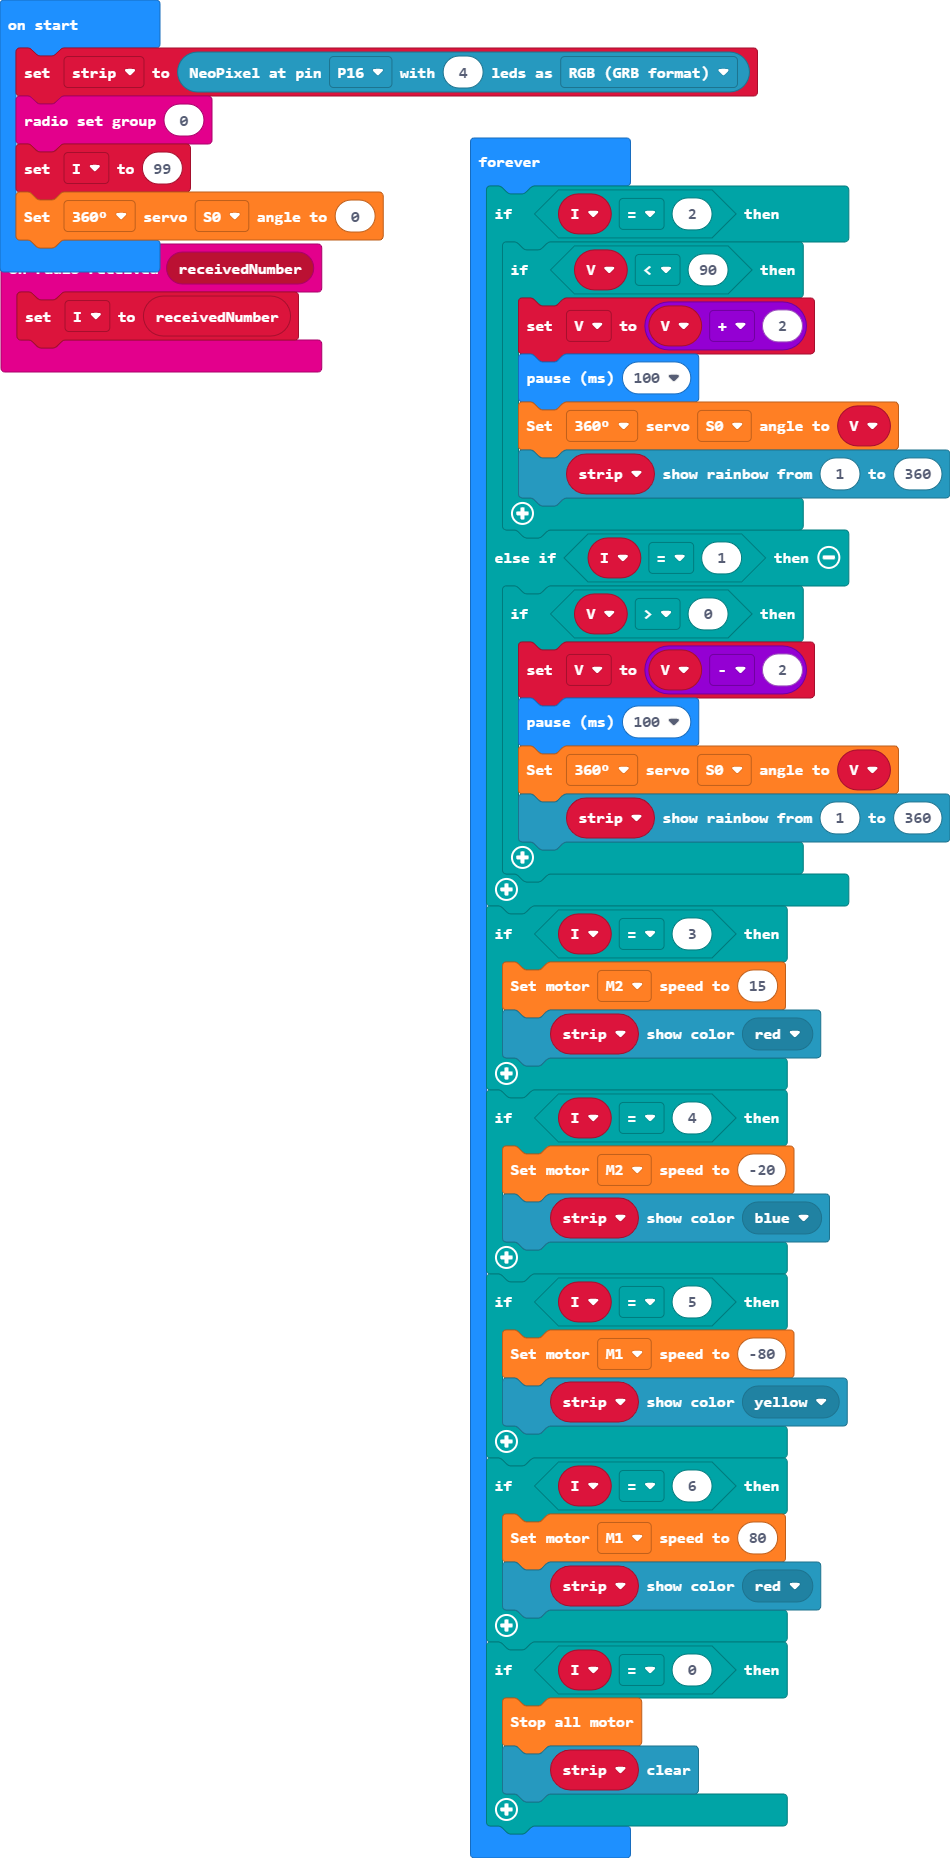 on start
set strip to NeoPixel at pin P16 with 4 leds as RGB (GRB format)
radio set group 0
set I to 99
Set 360° servo S0 angle to 0
receivedNumber
set I to receivedNumber
forever
if I = 2 then
if V < 90 then
set V to V + 2
pause (ms) 100
Set 360° servo S0 angle to V
strip show rainbow from 1 to 360
else if I = 1 then
if V > 0 then
set V to V - 2
pause (ms) 100
Set 360° servo S0 angle to V
strip show rainbow from 1 to 360
if I = 3 then
Set motor M2 speed to 15
strip show color red
if I = 4 then
Set motor M2 speed to -20
strip show color blue
if I = 5 then
Set motor M1 speed to -80
strip show color yellow
if I = 6 then
Set motor M1 speed to 80
strip show color red
if I = 0 then
Stop all motor
strip clear